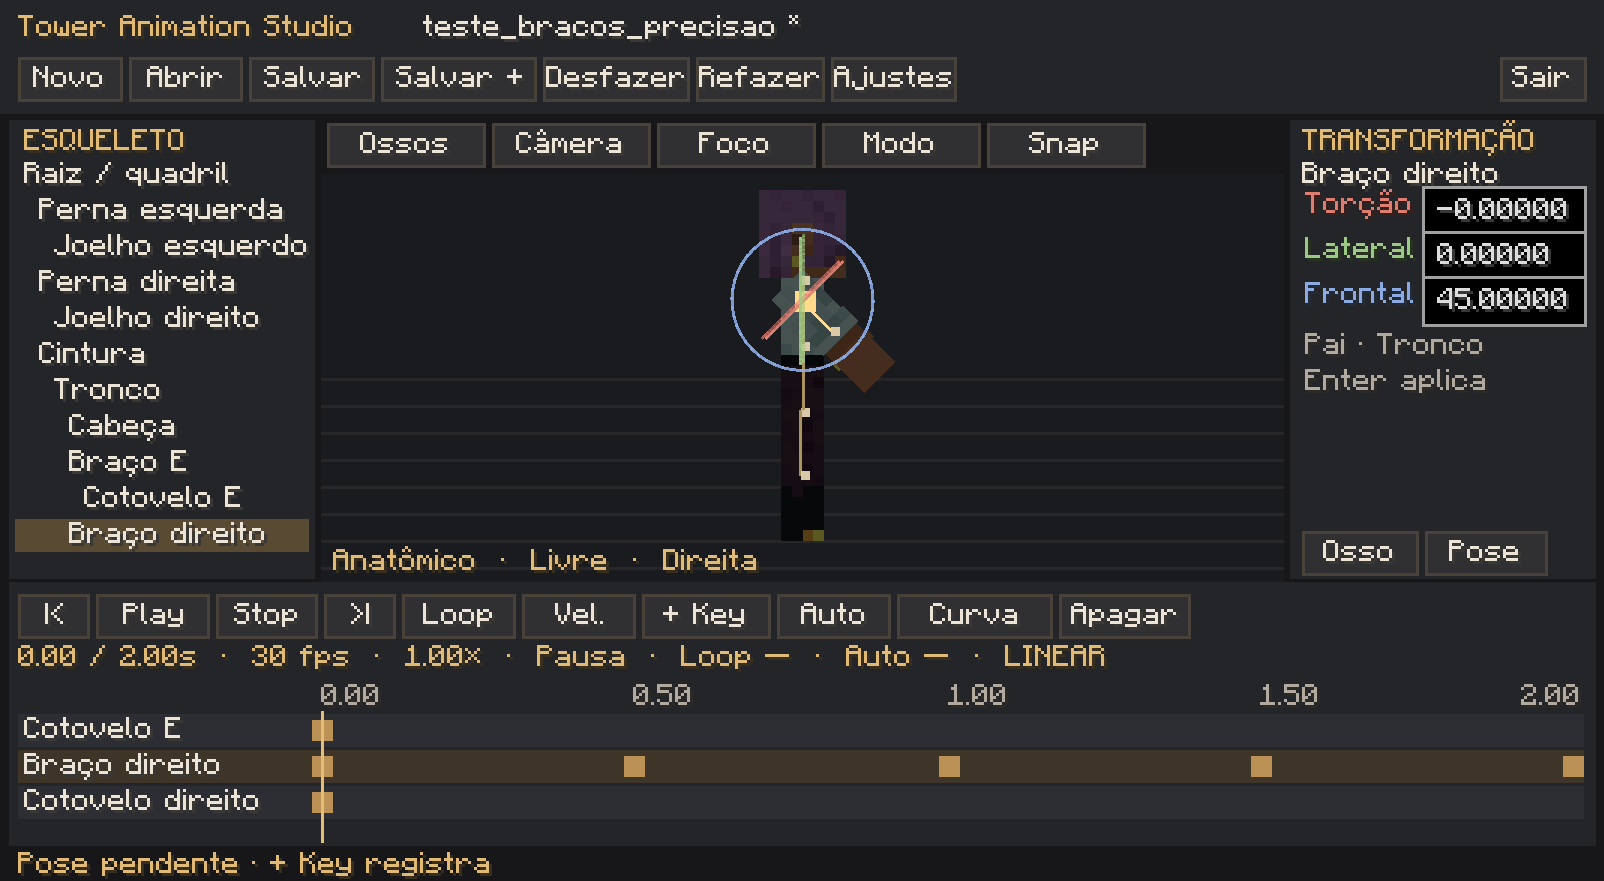 Tower Animation Studio teste_bracos_precisao *
Novo Abrir Salvar Salvar + Desfazer Refazer Ajustes Sair
ESQUELETO
Raiz / quadril
Perna esquerda
Joelho esquerdo
Perna direita
Joelho direito
Cintura
Tronco
Cabeça
Braço E
Cotovelo E
Braço direito
Ossos Câmera Foco Modo Snap
Anatômico · Livre · Direita
TRANSFORMAÇÃO
Braço direito
Torção -0.00000
Lateral 0.00000
Frontal 45.00000
Pai · Tronco
Enter aplica
Osso Pose
|< Play Stop >| Loop Vel. + Key Auto Curva Apagar
0.00 / 2.00s · 30 fps · 1.00x · Pausa · Loop — · Auto — · LINEAR
0.00 0.50 1.00 1.50 2.00
Cotovelo E
Braço direito
Cotovelo direito
Pose pendente · + Key registra